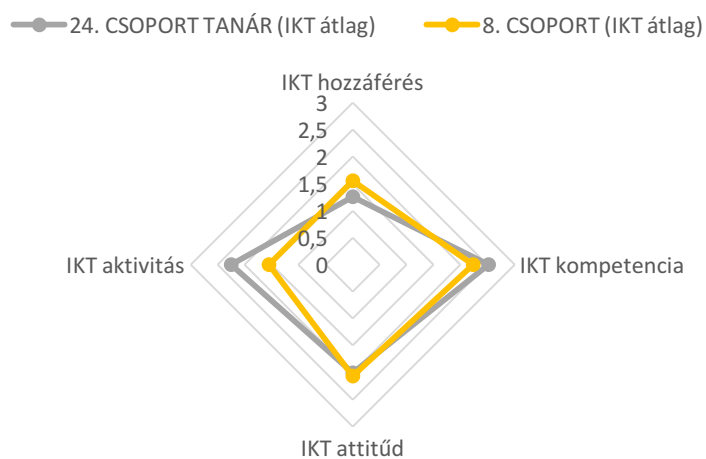 24. CSOPORT TANÁR (IKT átlag) 8. CSOPORT (IKT átlag)
IKT hozzáférés
3
2,5
2
1,5
1
0,5
0
IKT aktivitás
IKT kompetencia
IKT attitűd